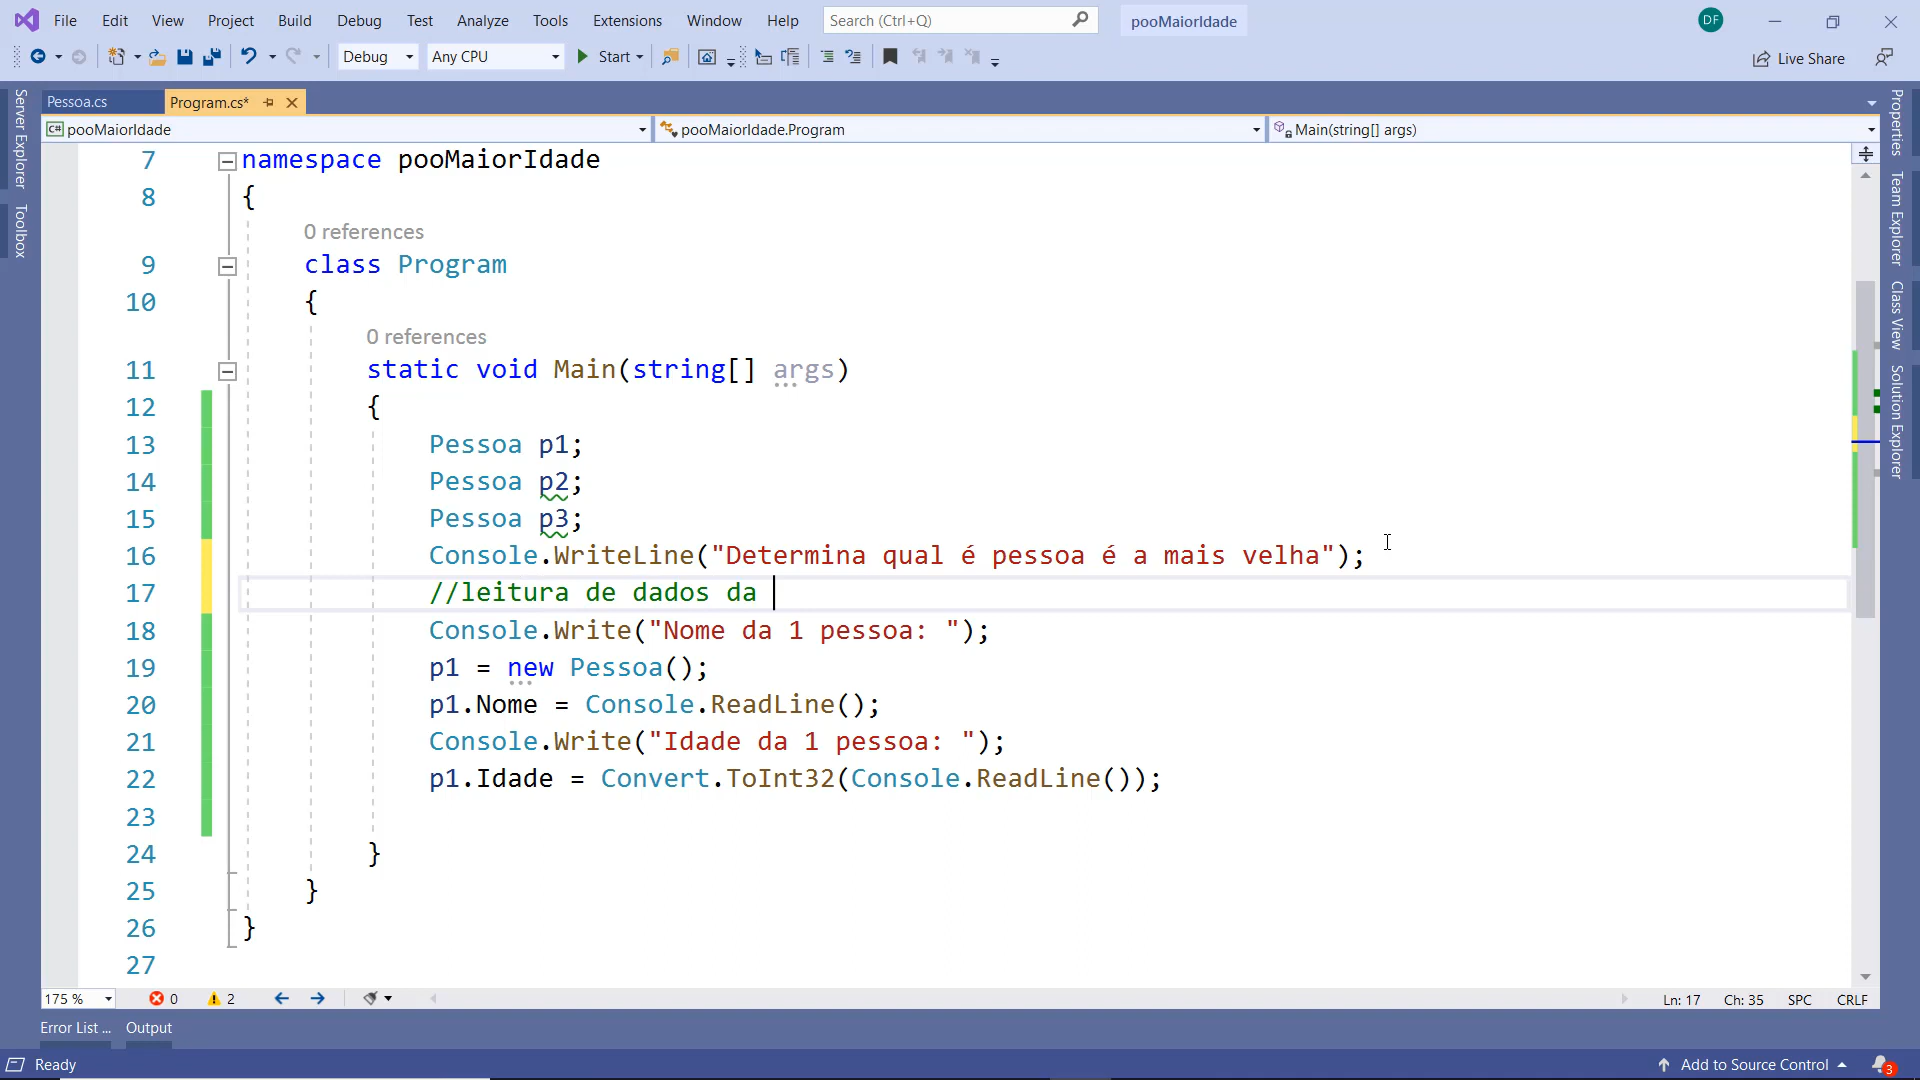 File Edit View Project Build Debug Test Analyze Tools Extensions Window Help Search (Ctrl+Q) pooMaiorIdade DF
Debug Any CPU Start Live Share
Pessoa.cs Program.cs*
C# pooMaiorIdade pooMaiorIdade.Program Main(string[] args)
Server Explorer
Toolbox
Properties
Team Explorer
Class View
Solution Explorer
7 namespace pooMaiorIdade
8 {
0 references
9 class Program
10 {
0 references
11 static void Main(string[] args)
12 {
13 Pessoa p1;
14 Pessoa p2;
15 Pessoa p3;
16 Console.WriteLine("Determina qual é pessoa é a mais velha");
17 //leitura de dados da
18 Console.Write("Nome da 1 pessoa: ");
19 p1 = new Pessoa();
20 p1.Nome = Console.ReadLine();
21 Console.Write("Idade da 1 pessoa: ");
22 p1.Idade = Convert.ToInt32(Console.ReadLine());
23
24 }
25 }
26 }
27
175 % 0 2 Ln: 17 Ch: 35 SPC CRLF
Error List ... Output
Ready Add to Source Control 3